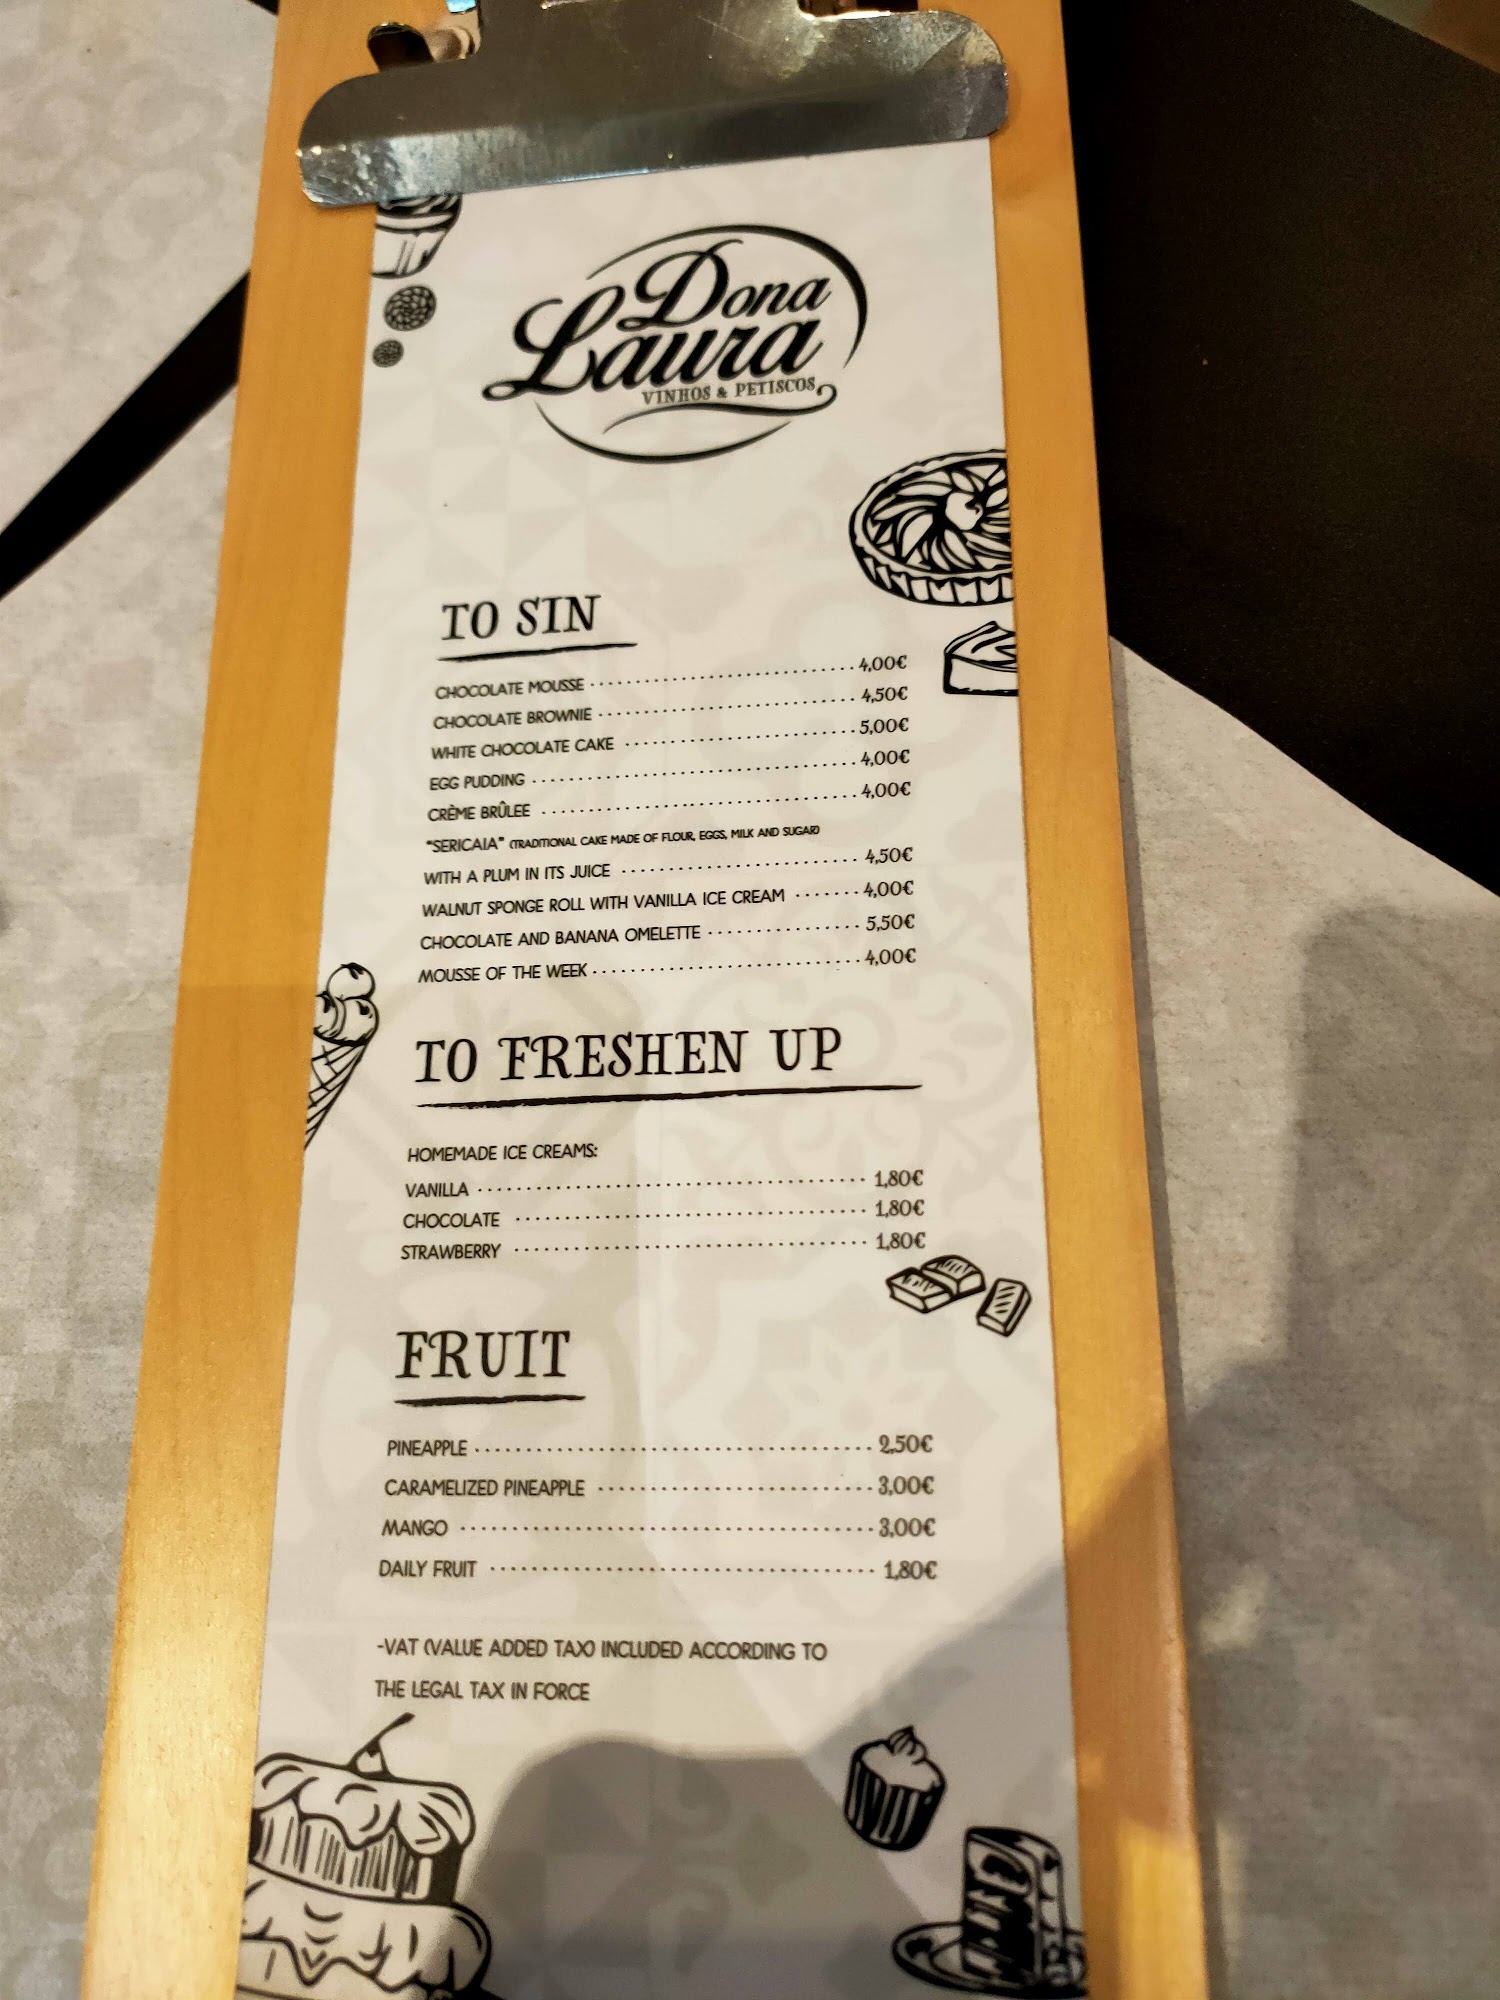 Dona
Laura
VINHOS & PETISCOS
TO SIN
CHOCOLATE MOUSSE 4,00€
CHOCOLATE BROWNIE 4,50€
WHITE CHOCOLATE CAKE 5,00€
EGG PUDDING 4,00€
CRÈME BRÛLEE 4,00€
"SERICAIA" (TRADITIONAL CAKE MADE OF FLOUR, EGGS, MILK AND SUGAR)
WITH A PLUM IN ITS JUICE 4,50€
WALNUT SPONGE ROLL WITH VANILLA ICE CREAM 4,00€
CHOCOLATE AND BANANA OMELETTE 5,50€
MOUSSE OF THE WEEK 4,00€
TO FRESHEN UP
HOMEMADE ICE CREAMS:
VANILLA 1,80€
CHOCOLATE 1,80€
STRAWBERRY 1,80€
FRUIT
PINEAPPLE 2,50€
CARAMELIZED PINEAPPLE 3,00€
MANGO 3,00€
DAILY FRUIT 1,80€
-VAT (VALUE ADDED TAX) INCLUDED ACCORDING TO
THE LEGAL TAX IN FORCE